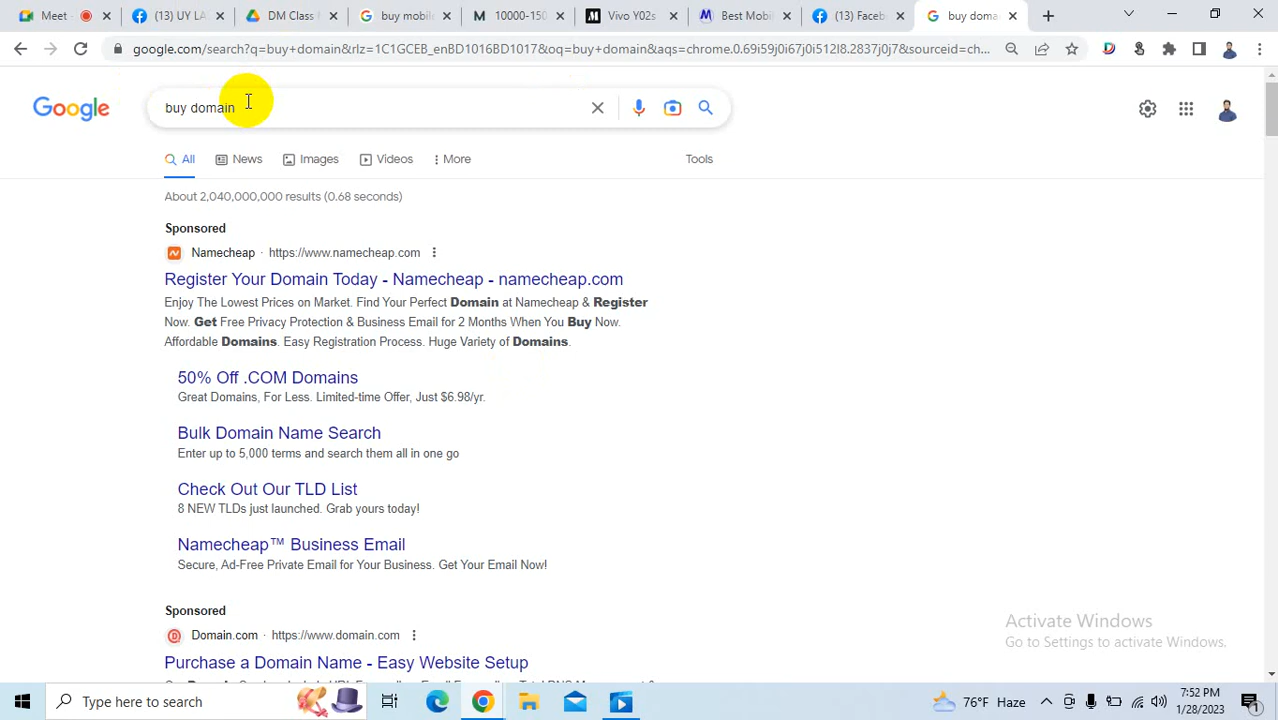 Meet -
(13) UY LA
DM Class
buy mobil
10000-150
Vivo Y02s
Best Mobi
(13) Faceb
buy doma
google.com/search?q=buy+domain&rlz=1C1GCEB_enBD1016BD1017&oq=buy+domain&aqs=chrome.0.69i59j0i67j0i512l8.2837j0j7&sourceid=ch...
Google
buy domain
All
News
Images
Videos
More
Tools
About 2,040,000,000 results (0.68 seconds)
Sponsored
Namecheap · https://www.namecheap.com
Register Your Domain Today - Namecheap - namecheap.com
Enjoy The Lowest Prices on Market. Find Your Perfect Domain at Namecheap & Register
Now. Get Free Privacy Protection & Business Email for 2 Months When You Buy Now.
Affordable Domains. Easy Registration Process. Huge Variety of Domains.
50% Off .COM Domains
Great Domains, For Less. Limited-time Offer, Just $6.98/yr.
Bulk Domain Name Search
Enter up to 5,000 terms and search them all in one go
Check Out Our TLD List
8 NEW TLDs just launched. Grab yours today!
Namecheap™ Business Email
Secure, Ad-Free Private Email for Your Business. Get Your Email Now!
Sponsored
Domain.com · https://www.domain.com
Purchase a Domain Name - Easy Website Setup
Activate Windows
Go to Settings to activate Windows.
Type here to search
76°F Haze
7:52 PM
1/28/2023
1